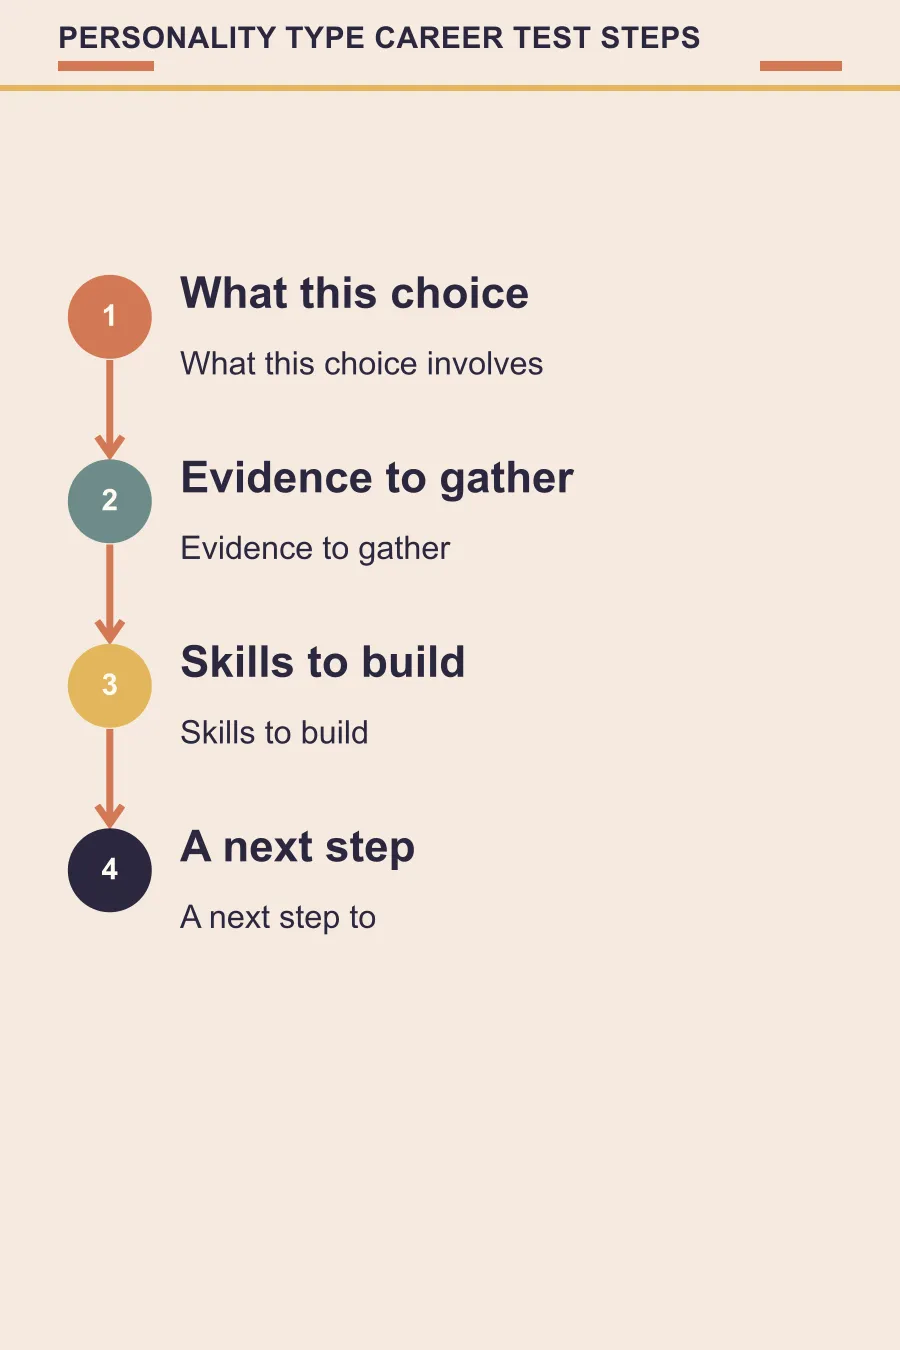 PERSONALITY TYPE CAREER TEST STEPS
1
What this choice
What this choice involves
2
Evidence to gather
Evidence to gather
3
Skills to build
Skills to build
4
A next step
A next step to